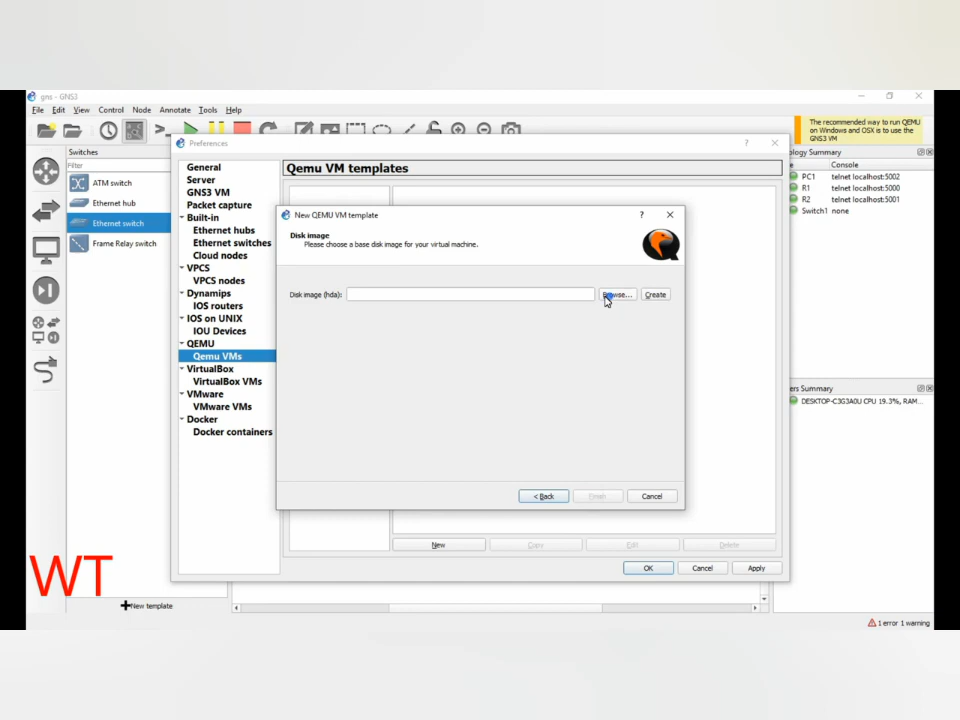 gns - GNS3
File Edit View Control Node Annotate Tools Help
The recommended way to run QEMU
on Windows and OSX is to use the
GNS3 VM
Switches
Filter
ATM switch
Ethernet hub
Ethernet switch
Frame Relay switch
New template
Preferences
General
Server
GNS3 VM
Packet capture
Built-in
Ethernet hubs
Ethernet switches
Cloud nodes
VPCS
VPCS nodes
Dynamips
IOS routers
IOS on UNIX
IOU Devices
QEMU
Qemu VMs
VirtualBox
VirtualBox VMs
VMware
VMware VMs
Docker
Docker containers
Qemu VM templates
New QEMU VM template
Disk image
Please choose a base disk image for your virtual machine.
Disk image (hda):
Browse... Create
< Back Finish Cancel
New Copy Edit Delete
OK Cancel Apply
ology Summary
e Console
PC1 telnet localhost:5002
R1 telnet localhost:5000
R2 telnet localhost:5001
Switch1 none
ers Summary
DESKTOP-C3G3A0U CPU 19.3%, RAM...
1 error 1 warning
WT